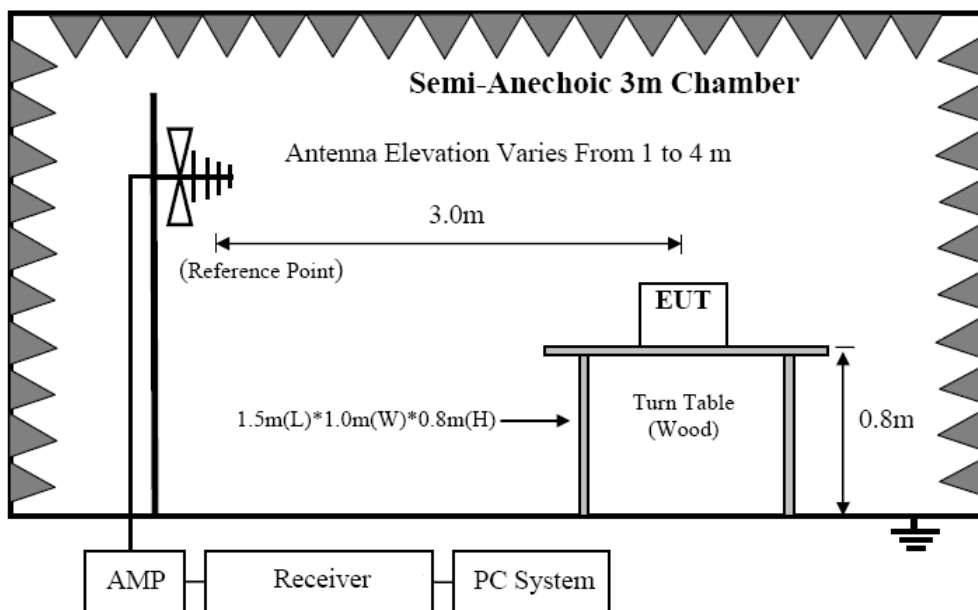 Semi-Anechoic 3m Chamber
Antenna Elevation Varies From 1 to 4 m
3.0m
(Reference Point)
EUT
1.5m(L)*1.0m(W)*0.8m(H)
Turn Table
(Wood)
0.8m
AMP
Receiver
PC System